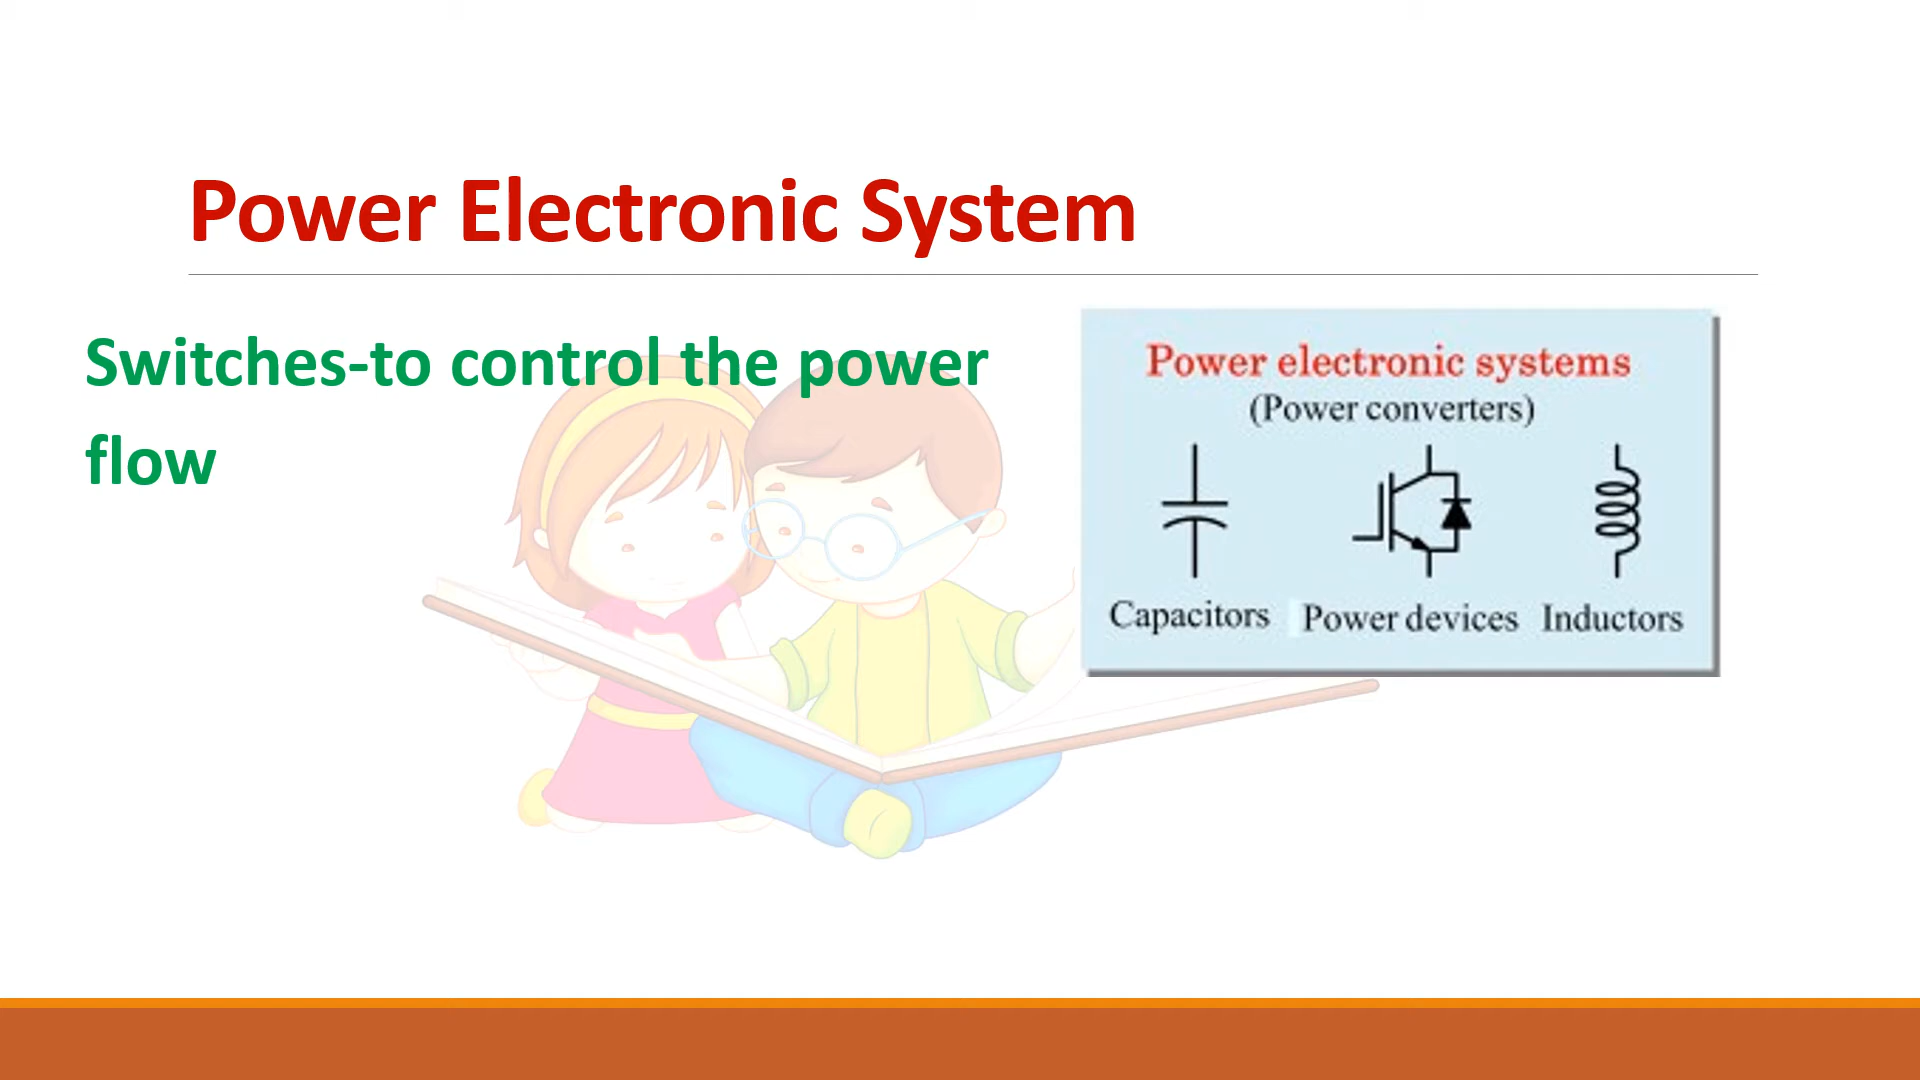 Power Electronic System
Switches-to control the power
flow
Power electronic systems
(Power converters)
Capacitors Power devices Inductors